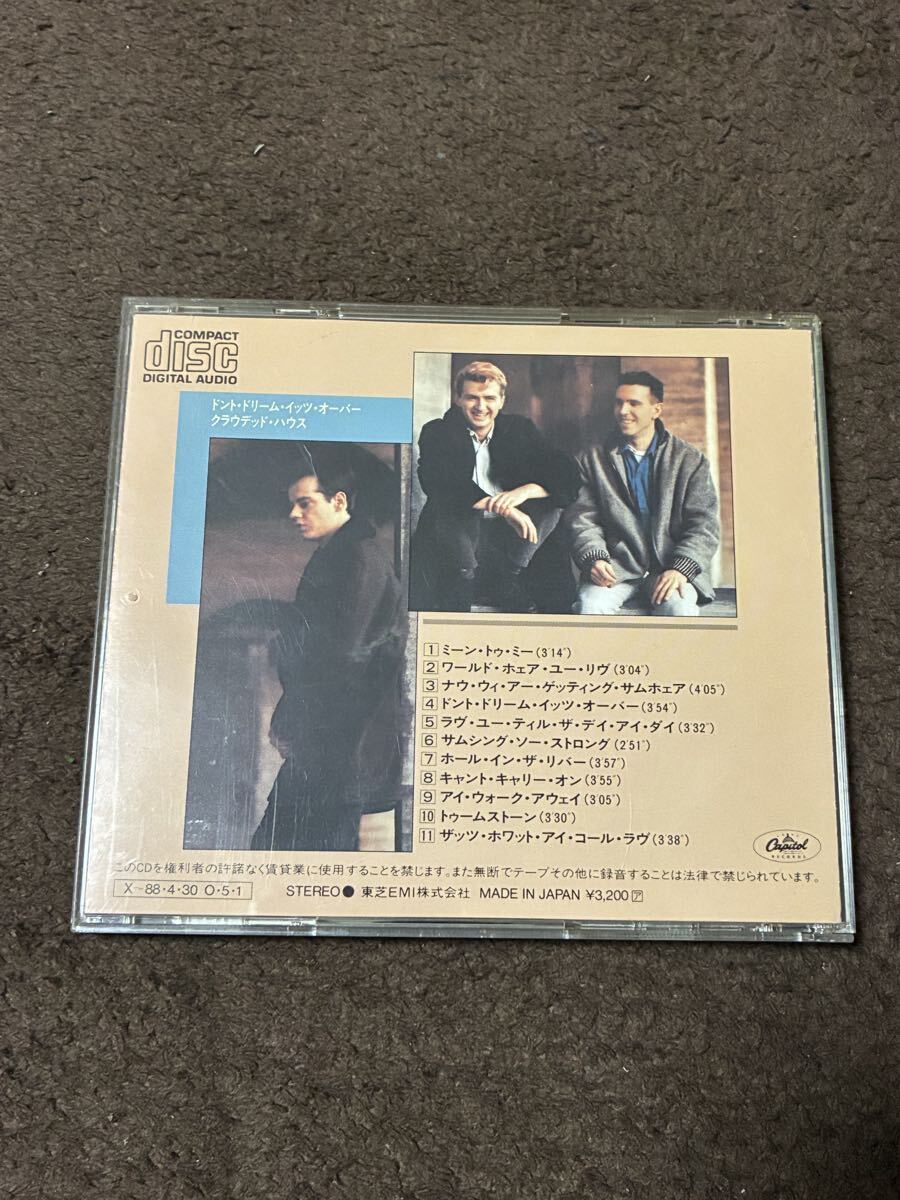 COMPACT
disc
DIGITAL AUDIO
ドント・ドリーム・イッツ・オーバー
クラウデッド・ハウス
1 ミーン・トゥ・ミー(3'14")
2 ワールド・ホェア・ユー・リヴ(3'04")
3 ナウ・ウィ・アー・ゲッティング・サムホェア(4'05")
4 ドント・ドリーム・イッツ・オーバー(3'54")
5 ラヴ・ユー・ティル・ザ・デイ・アイ・ダイ(3'32")
6 サムシング・ソー・ストロング(2'51")
7 ホール・イン・ザ・リバー(3'57")
8 キャント・キャリー・オン(3'55")
9 アイ・ウォーク・アウェイ(3'05")
10 トゥームストーン(3'30")
11 ザッツ・ホワット・アイ・コール・ラヴ(3'38")
Capitol
RECORDS
このCDを権利者の許諾なく賃貸業に使用することを禁じます。また無断でテープその他に録音することは法律で禁じられています。
X-88・4・30 O・5・1 STEREO● 東芝EMI株式会社 MADE IN JAPAN ¥3,200 ア